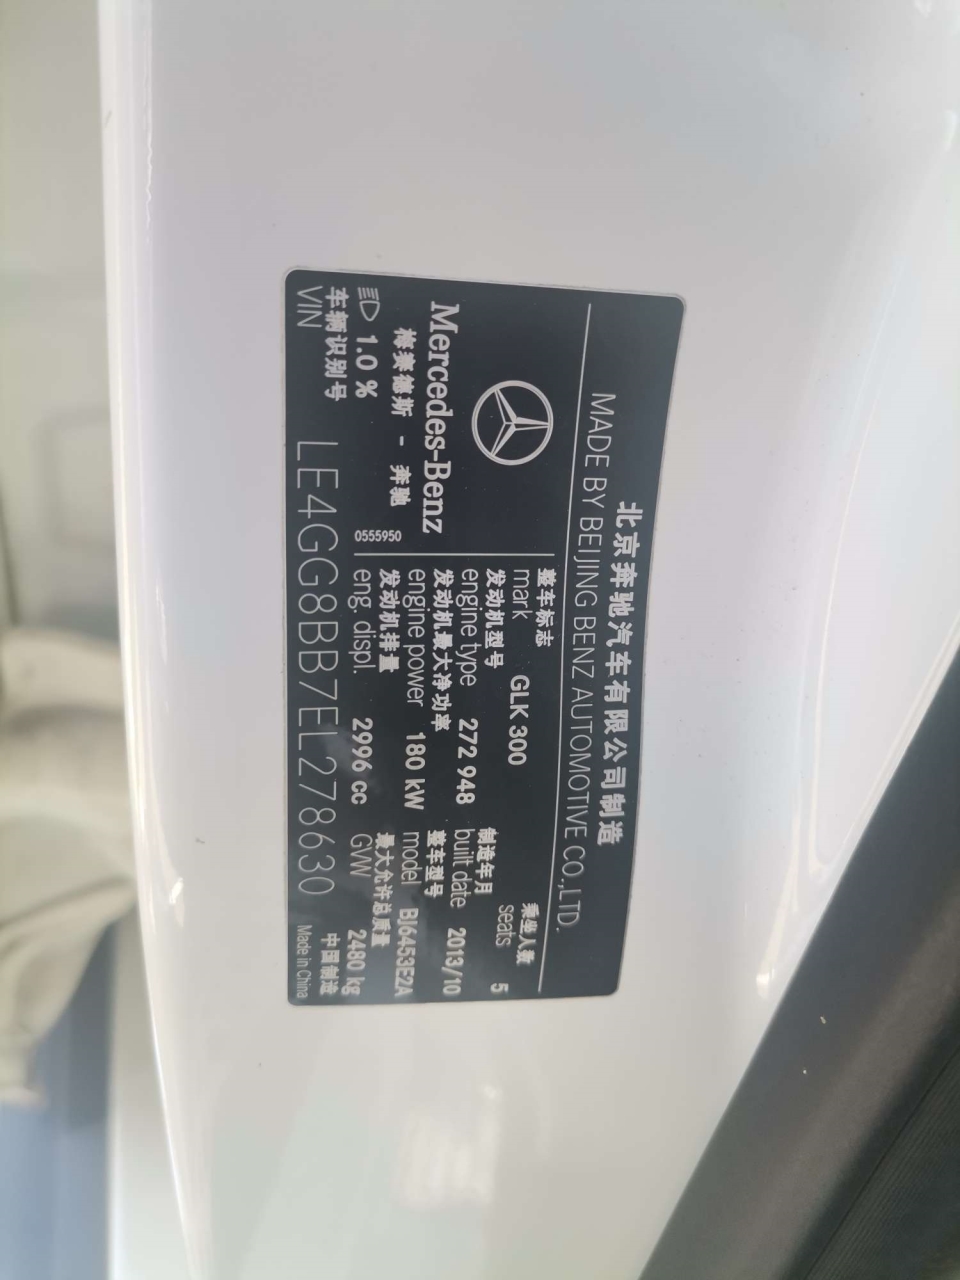 北京奔驰汽车有限公司制造
MADE BY BEIJING BENZ AUTOMOTIVE CO.,LTD.
Mercedes-Benz
梅赛德斯 - 奔驰
1.0 %
0555950
整车标志
mark GLK 300
发动机型号
engine type 272 948
发动机最大净功率
engine power 180 kW
发动机排量
eng. displ. 2996 cc
乘坐人数
seats 5
制造年月
built date 2013/10
整车型号
model BJ6453E2A
最大允许总质量
GVW 2480 kg
车辆识别号
VIN LE4GG8BB7EL278630
中国制造
Made in China